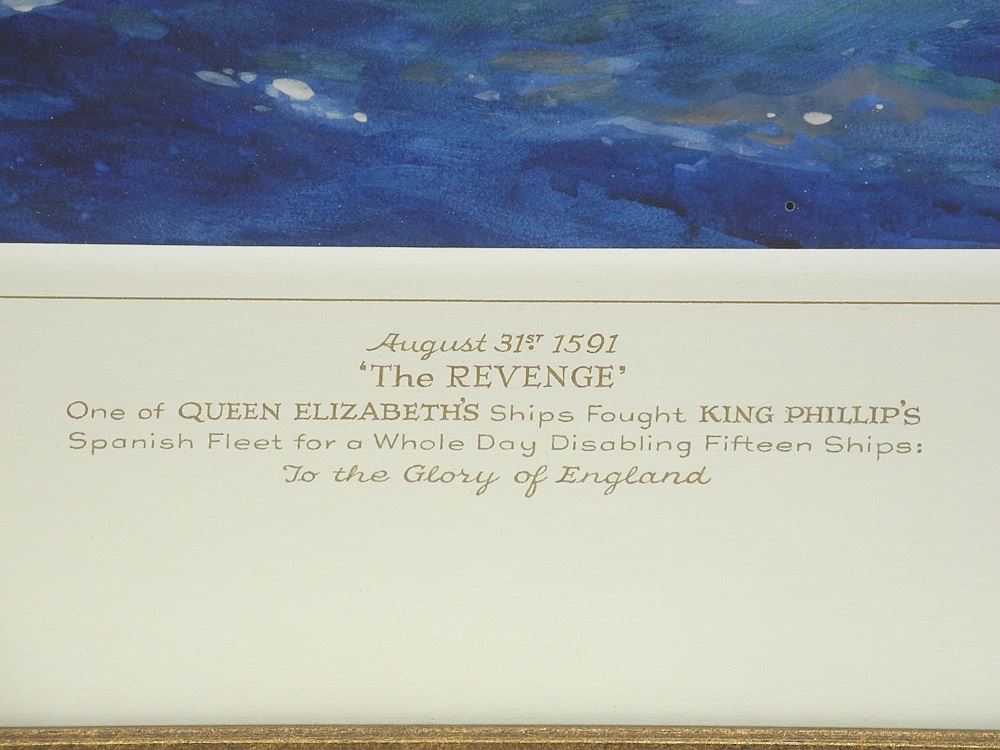 August 31ST 1591
‘The REVENGE’
One of QUEEN ELIZABETH'S Ships Fought KING PHILLIP'S
Spanish Fleet for a Whole Day Disabling Fifteen Ships:
To the Glory of England